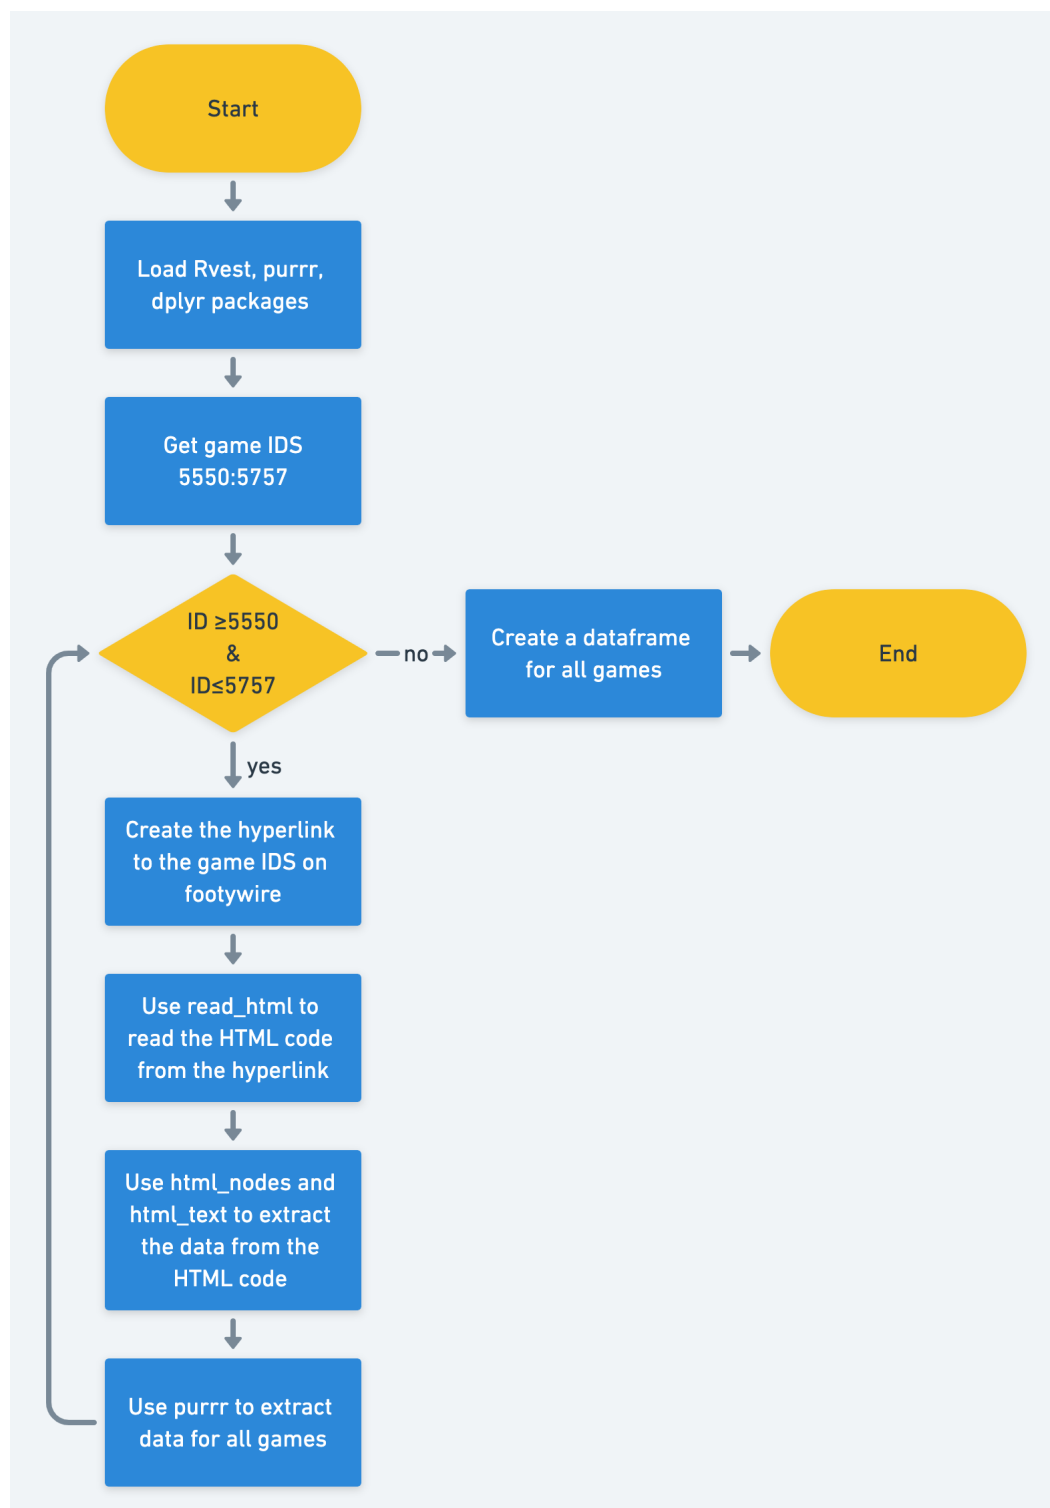 Start
Load Rvest, purrr,
dplyr packages
Get game IDS
5550:5757
ID ≥5550
&
ID≤5757
no
Create a dataframe
for all games
End
yes
Create the hyperlink
to the game IDS on
footywire
Use read_html to
read the HTML code
from the hyperlink
Use html_nodes and
html_text to extract
the data from the
HTML code
Use purrr to extract
data for all games